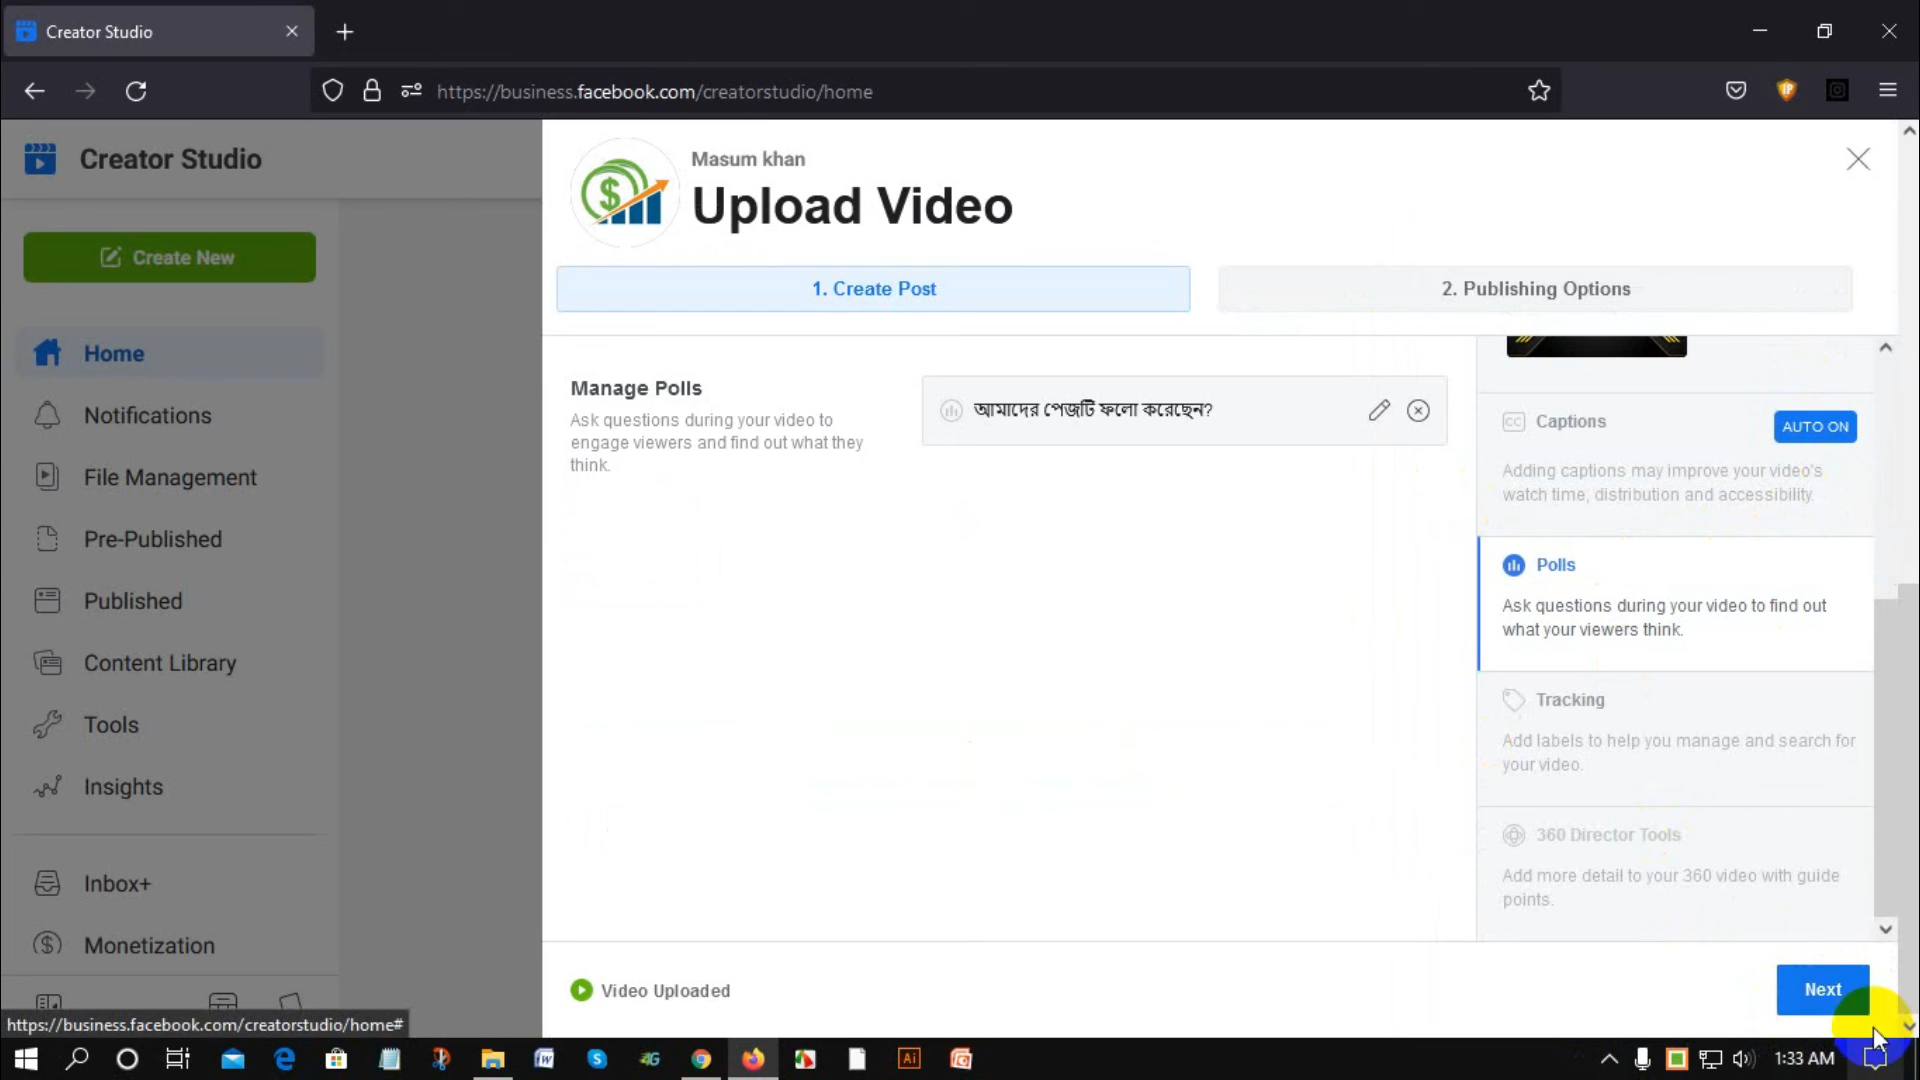 Creator Studio
https://business.facebook.com/creatorstudio/home
Creator Studio
Create New
Home
Notifications
File Management
Pre-Published
Published
Content Library
Tools
Insights
Inbox+
Monetization
https://business.facebook.com/creatorstudio/home#
Masum khan
Upload Video
1. Create Post
2. Publishing Options
Manage Polls
Ask questions during your video to
engage viewers and find out what they
think.
আমাদের পেজটি ফলো করেছেন?
CC Captions
AUTO ON
Adding captions may improve your video's
watch time, distribution and accessibility.
Polls
Ask questions during your video to find out
what your viewers think.
Tracking
Add labels to help you manage and search for
your video.
360 Director Tools
Add more detail to your 360 video with guide
points.
Video Uploaded
Next
4G
Ai
1:33 AM